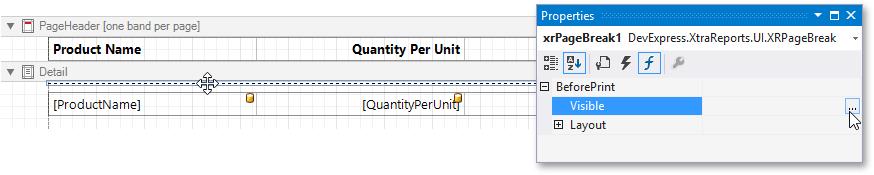 PageHeader [one band per page]
Product Name Quantity Per Unit
Detail
[ProductName] [QuantityPerUnit]
Properties
xrPageBreak1 DevExpress.XtraReports.UI.XRPageBreak
BeforePrint
Visible ...
Layout